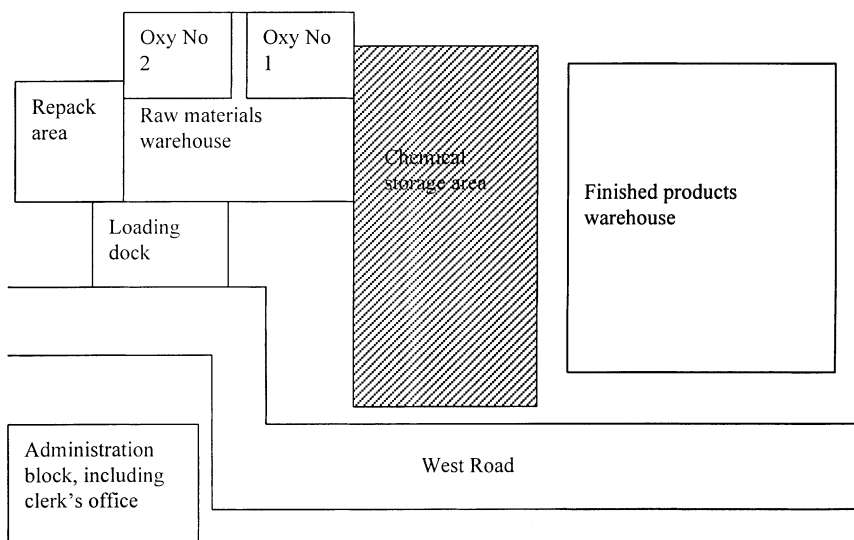 Oxy No
2
Oxy No
1
Repack
area
Raw materials
warehouse
Chemical
storage area
Finished products
warehouse
Loading
dock
Administration
block, including
clerk's office
West Road